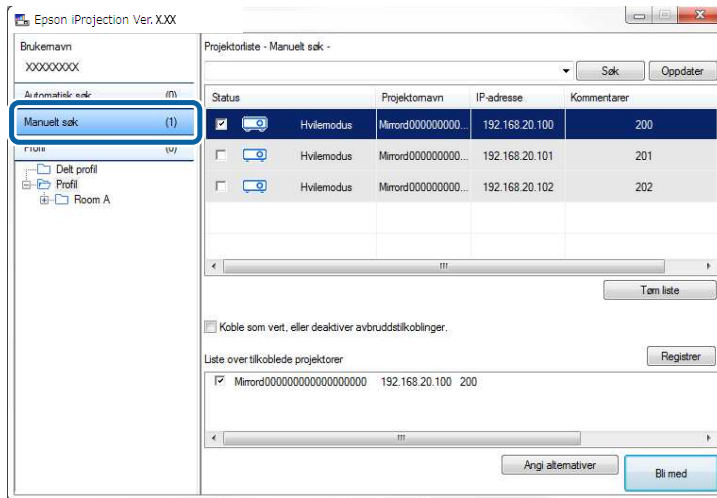 Epson iProjection Ver. X.XX
Brukernavn
XXXXXXXX
Automatisk søk (0)
Manuelt søk (1)
Profil (0)
Delt profil
Profil
Room A
Projektorliste - Manuelt søk -
Søk Oppdater
Status Projektornavn IP-adresse Kommentarer
Hvilemodus Mirrord000000000... 192.168.20.100 200
Hvilemodus Mirrord000000000... 192.168.20.101 201
Hvilemodus Mirrord000000000... 192.168.20.102 202
Tøm liste
Koble som vert, eller deaktiver avbruddstilkoblinger.
Liste over tilkoblede projektorer Registrer
Mirrord000000000000000000 192.168.20.100 200
Angi alternativer Bli med